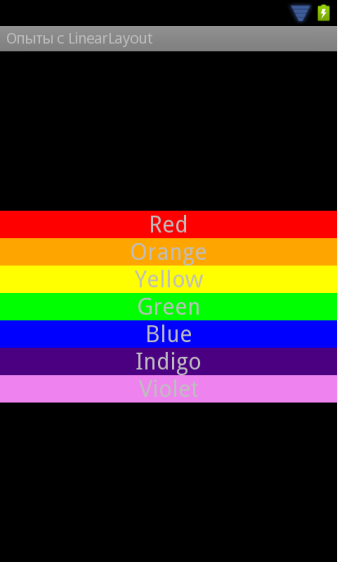 Опыты с LinearLayout
Red
Orange
Yellow
Green
Blue
Indigo
Violet